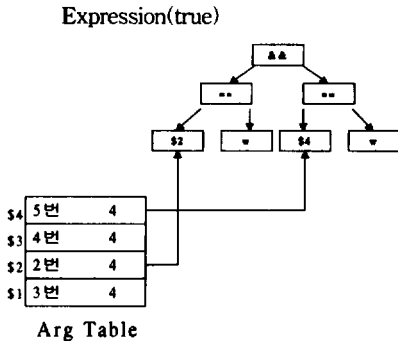 Expression(true)
&&
== ==
$2 w $4 w
$4 5번 4
$3 4번 4
$2 2번 4
$1 3번 4
Arg Table